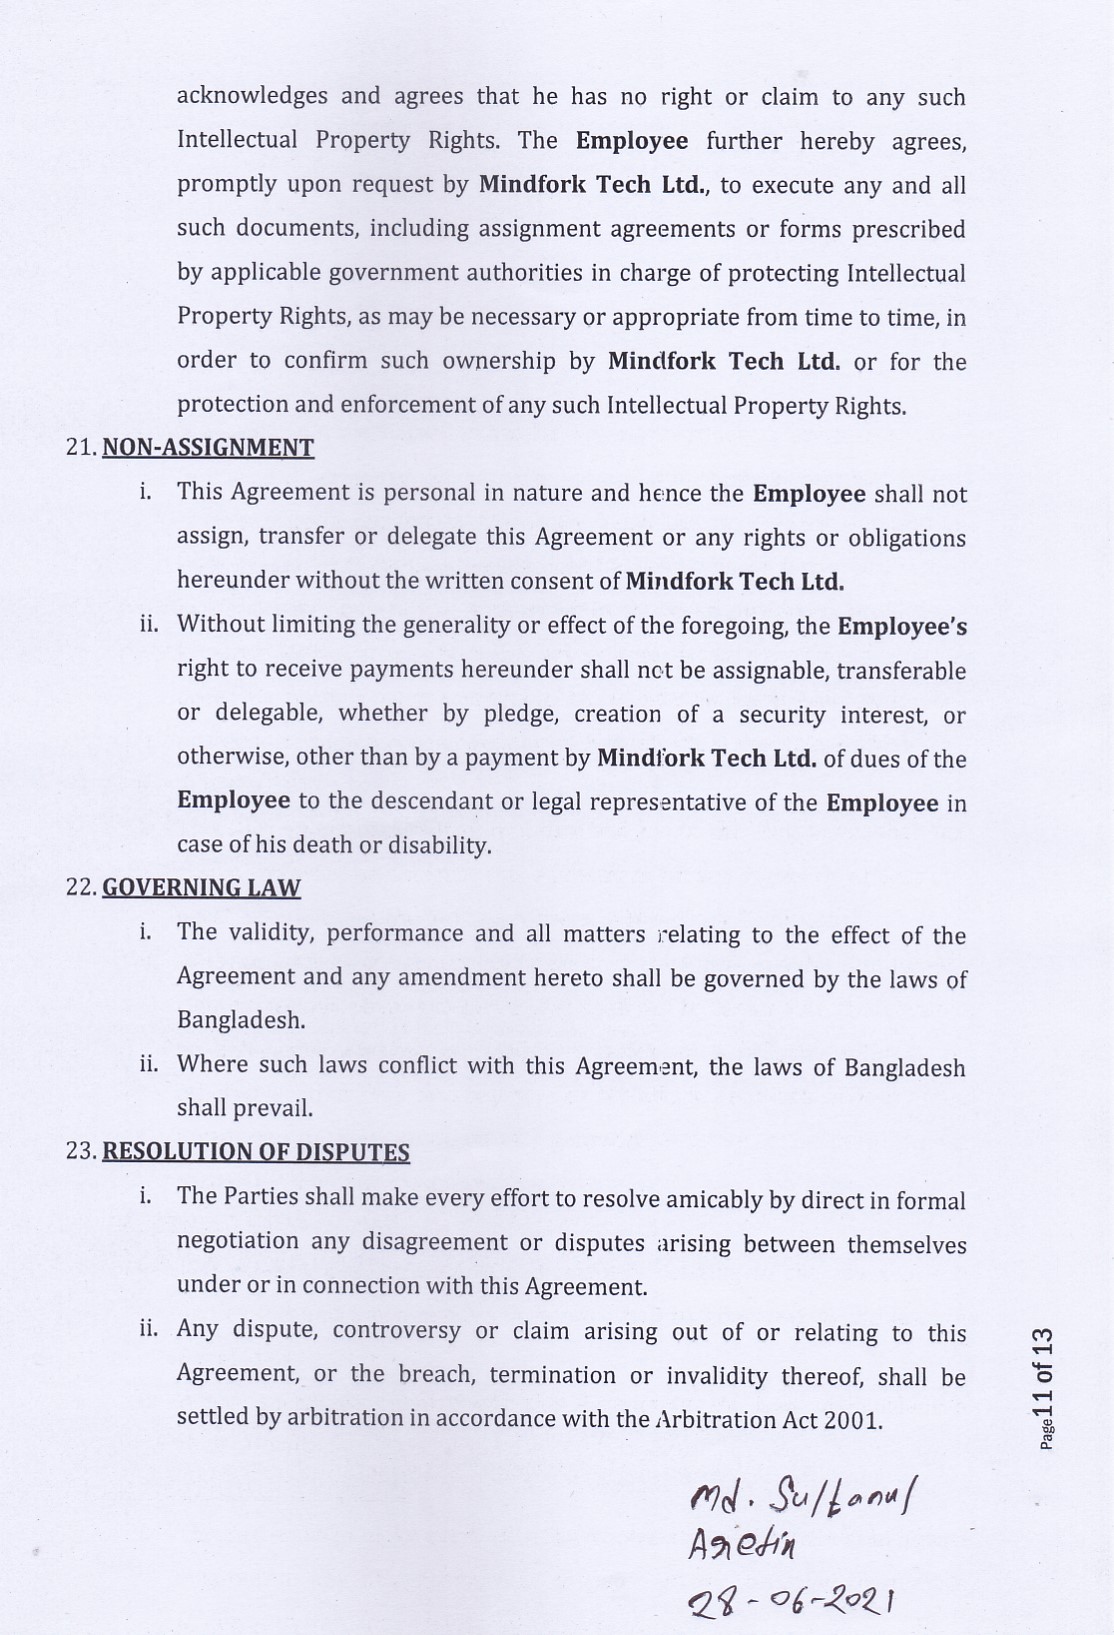 acknowledges and agrees that he has no right or claim to any such
Intellectual Property Rights. The Employee further hereby agrees,
promptly upon request by Mindfork Tech Ltd., to execute any and all
such documents, including assignment agreements or forms prescribed
by applicable government authorities in charge of protecting Intellectual
Property Rights, as may be necessary or appropriate from time to time, in
order to confirm such ownership by Mindfork Tech Ltd. or for the
protection and enforcement of any such Intellectual Property Rights.
21. NON-ASSIGNMENT
i. This Agreement is personal in nature and hence the Employee shall not
assign, transfer or delegate this Agreement or any rights or obligations
hereunder without the written consent of Mindfork Tech Ltd.
ii. Without limiting the generality or effect of the foregoing, the Employee's
right to receive payments hereunder shall not be assignable, transferable
or delegable, whether by pledge, creation of a security interest, or
otherwise, other than by a payment by Mindfork Tech Ltd. of dues of the
Employee to the descendant or legal representative of the Employee in
case of his death or disability.
22. GOVERNING LAW
i. The validity, performance and all matters relating to the effect of the
Agreement and any amendment hereto shall be governed by the laws of
Bangladesh.
ii. Where such laws conflict with this Agreement, the laws of Bangladesh
shall prevail.
23. RESOLUTION OF DISPUTES
i. The Parties shall make every effort to resolve amicably by direct in formal
negotiation any disagreement or disputes arising between themselves
under or in connection with this Agreement.
ii. Any dispute, controversy or claim arising out of or relating to this
Agreement, or the breach, termination or invalidity thereof, shall be
settled by arbitration in accordance with the Arbitration Act 2001.
Page 11 of 13
Md. Sultanul
28-06-2021